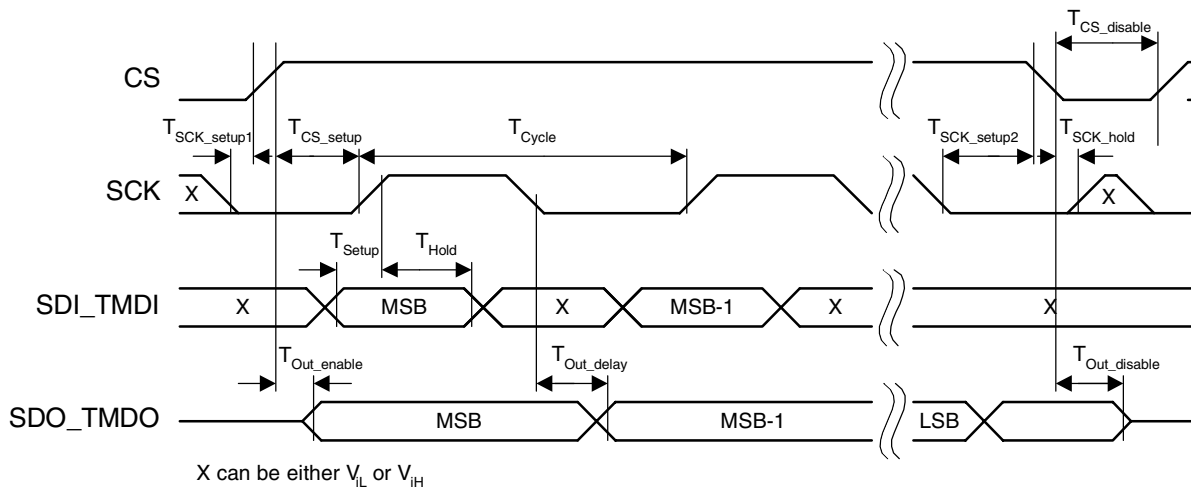 T_CS_disable
CS
T_SCK_setup1 T_CS_setup T_Cycle T_SCK_setup2 T_SCK_hold
SCK X X
T_Setup T_Hold
SDI_TMDI X MSB X MSB-1 X X
T_Out_enable T_Out_delay T_Out_disable
SDO_TMDO MSB MSB-1 LSB
X can be either V_iL or V_iH